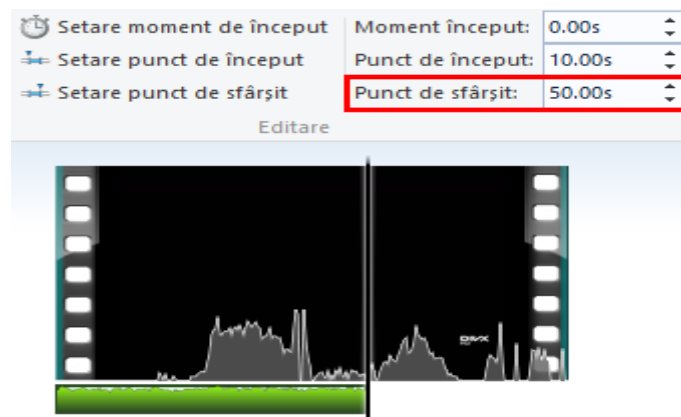 Setare moment de început Moment început: 0.00s
Setare punct de început Punct de început: 10.00s
Setare punct de sfârșit Punct de sfârșit: 50.00s
Editare
DIVX